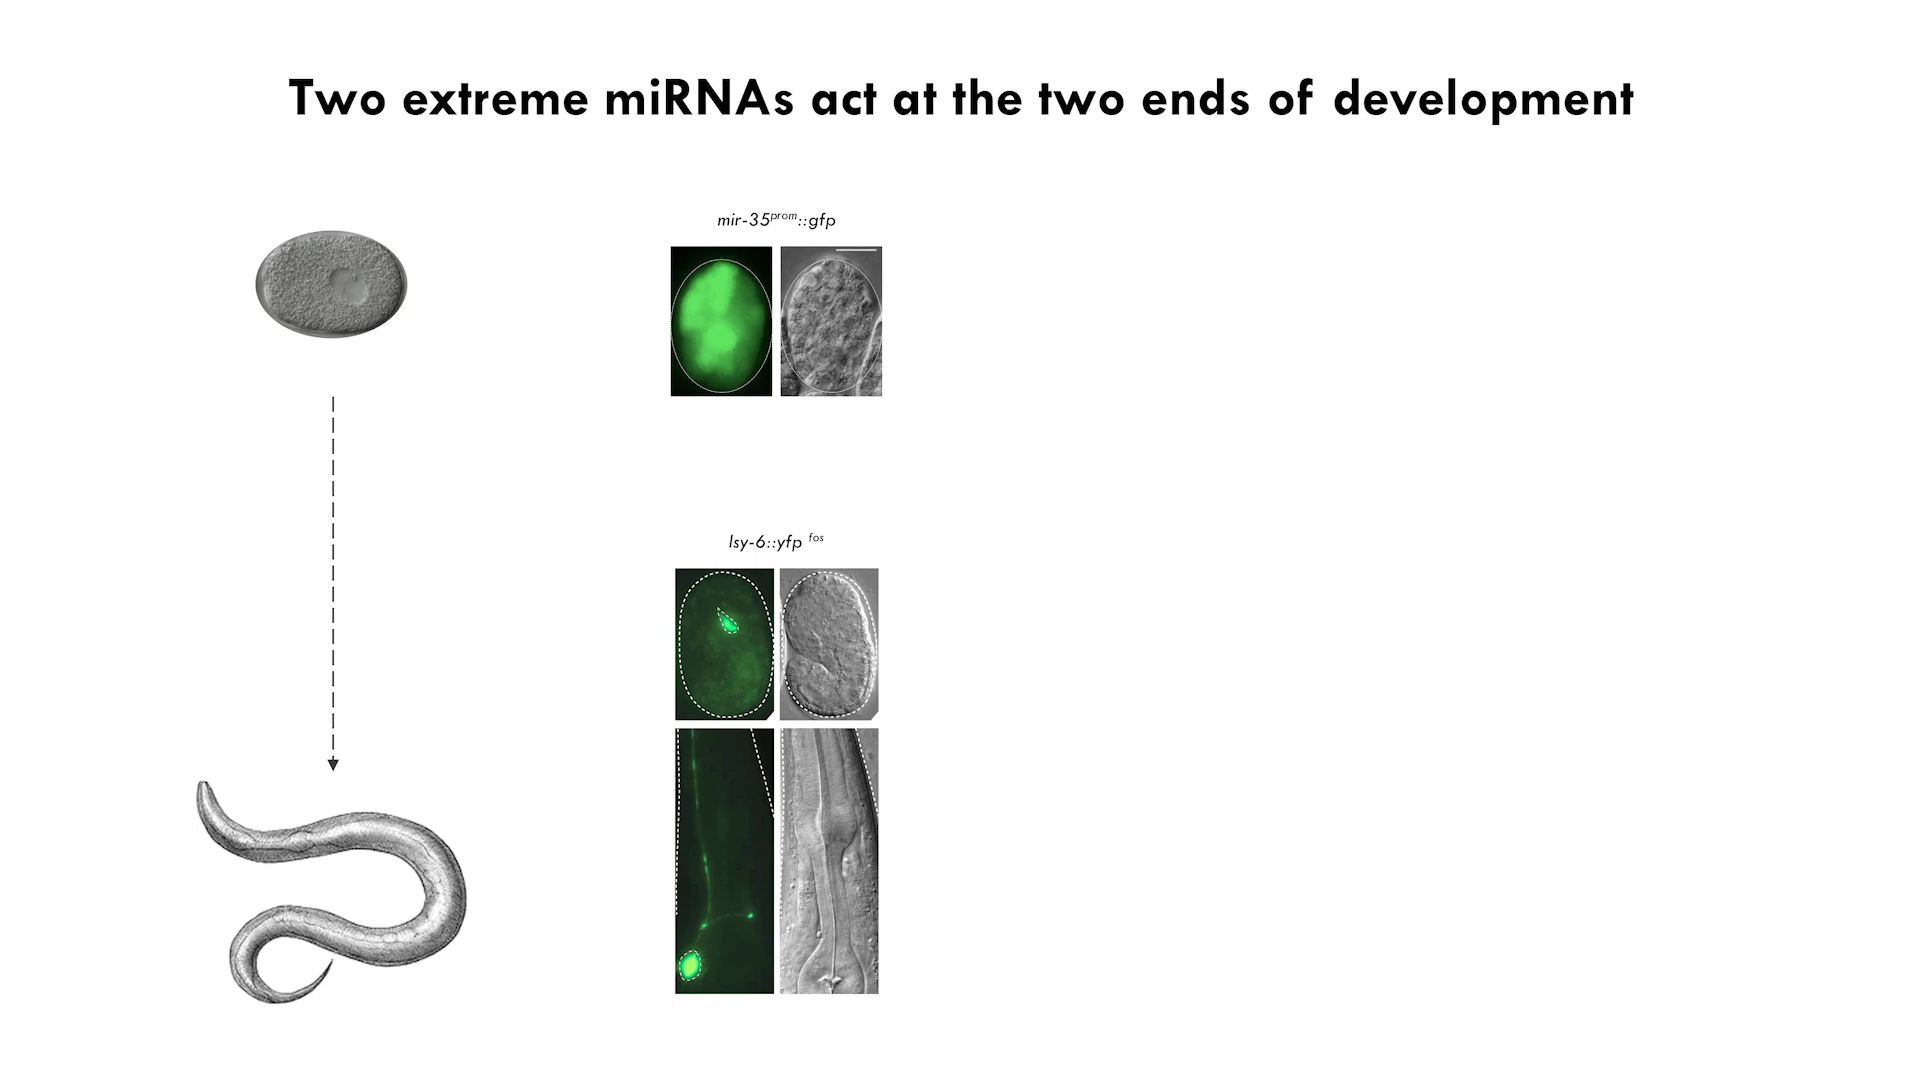 Two extreme miRNAs act at the two ends of development
mir-35prom::gfp
lsy-6::yfp fos